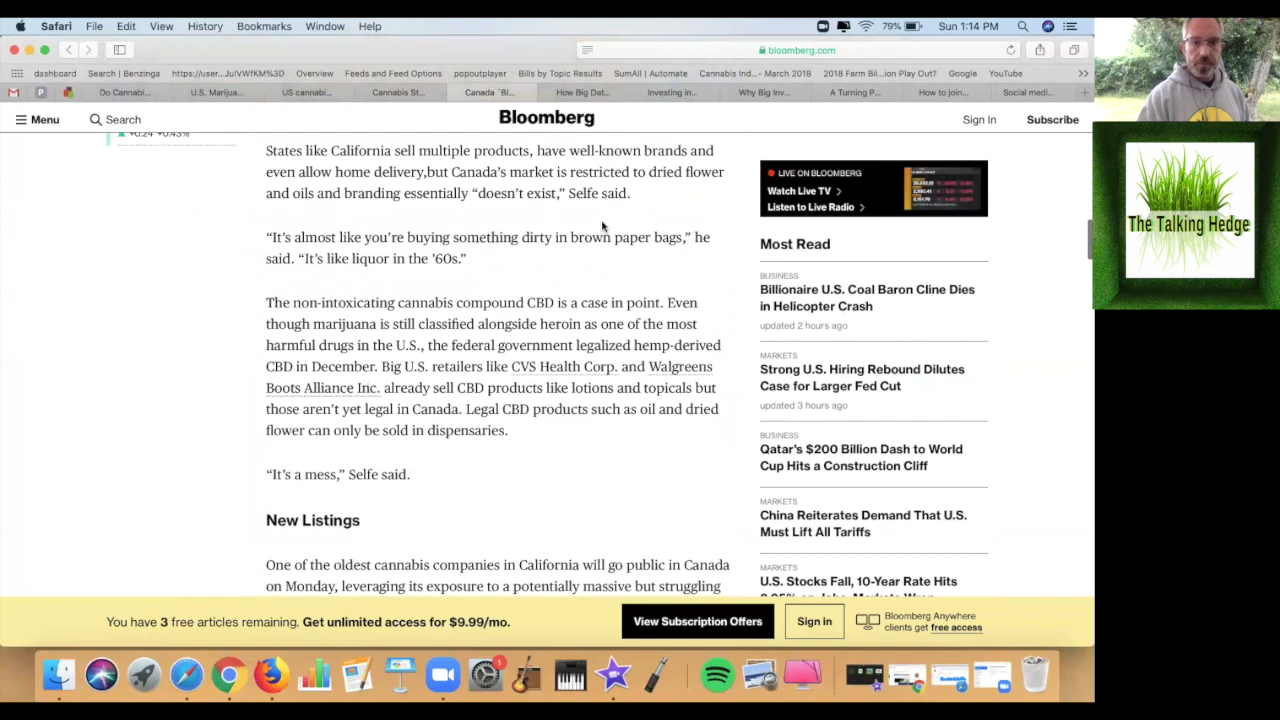 Safari File Edit View History Bookmarks Window Help 79% Sun 1:14 PM
bloomberg.com
dashboard Search | Benzinga https://user...JuIVWfKM%3D Overview Feeds and Feed Options popoutplayer Bills by Topic Results SumAll | Automate Cannabis Ind... - March 2018 2018 Farm Bil...ion Play Out? Google YouTube
Do Cannabi... U.S. Marijua... US cannabi... Cannabis St... Canada `Bl... How Big Dat... Investing in... Why Big Inv... A Turning P... How to join... Social medi...
Menu Search Bloomberg Sign In Subscribe
+0.24 +0.43%
States like California sell multiple products, have well-known brands and
even allow home delivery,but Canada’s market is restricted to dried flower
and oils and branding essentially “doesn’t exist,” Selfe said.
“It’s almost like you’re buying something dirty in brown paper bags,” he
said. “It’s like liquor in the ’60s.”
The non-intoxicating cannabis compound CBD is a case in point. Even
though marijuana is still classified alongside heroin as one of the most
harmful drugs in the U.S., the federal government legalized hemp-derived
CBD in December. Big U.S. retailers like CVS Health Corp. and Walgreens
Boots Alliance Inc. already sell CBD products like lotions and topicals but
those aren’t yet legal in Canada. Legal CBD products such as oil and dried
flower can only be sold in dispensaries.
“It’s a mess,” Selfe said.
New Listings
One of the oldest cannabis companies in California will go public in Canada
on Monday, leveraging its exposure to a potentially massive but struggling
LIVE ON BLOOMBERG
Watch Live TV
Listen to Live Radio
Most Read
BUSINESS
Billionaire U.S. Coal Baron Cline Dies
in Helicopter Crash
updated 2 hours ago
MARKETS
Strong U.S. Hiring Rebound Dilutes
Case for Larger Fed Cut
updated 3 hours ago
BUSINESS
Qatar’s $200 Billion Dash to World
Cup Hits a Construction Cliff
MARKETS
China Reiterates Demand That U.S.
Must Lift All Tariffs
MARKETS
U.S. Stocks Fall, 10-Year Rate Hits
You have 3 free articles remaining. Get unlimited access for $9.99/mo.
View Subscription Offers
Sign in
Bloomberg Anywhere
clients get free access
The Talking Hedge